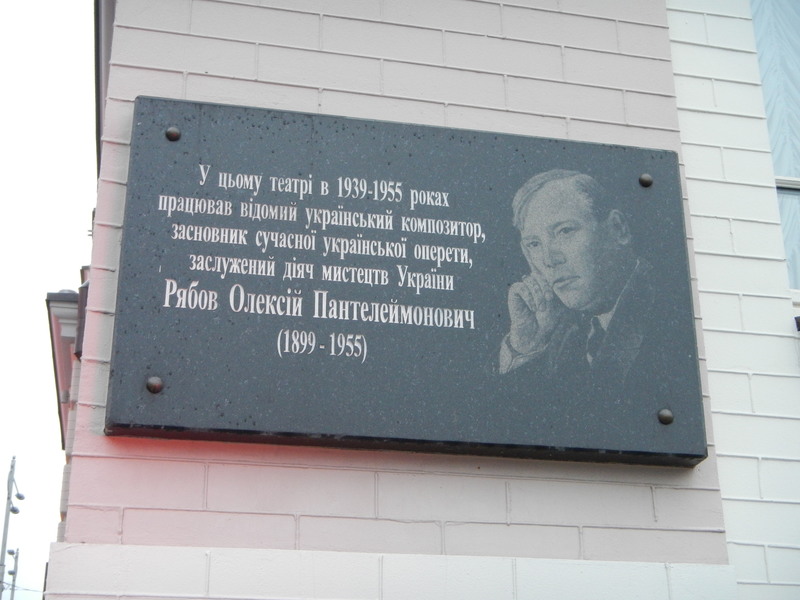 У цьому театрі в 1939-1955 роках
працював відомий український композитор,
засновник сучасної української оперети,
заслужений діяч мистецтв України
Рябов Олексій Пантелеймонович
(1899 - 1955)